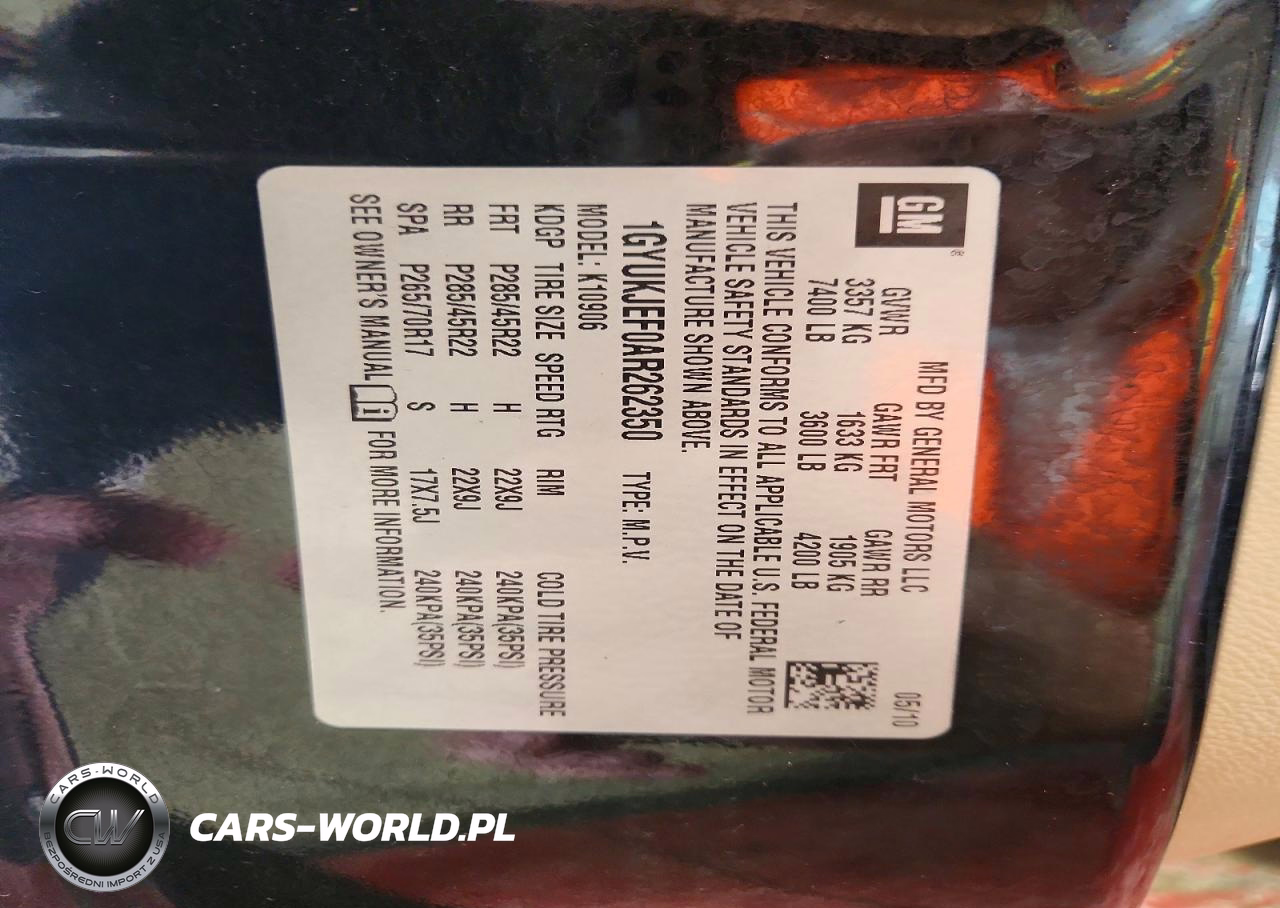 GM
®
MFD BY GENERAL MOTORS LLC 05/10
GVWR GAWR FRT GAWR RR
3357 KG 1633 KG 1905 KG
7400 LB 3600 LB 4200 LB
THIS VEHICLE CONFORMS TO ALL APPLICABLE U.S. FEDERAL MOTOR
VEHICLE SAFETY STANDARDS IN EFFECT ON THE DATE OF
MANUFACTURE SHOWN ABOVE.
1GYUKJEF0AR262350 TYPE: M.P.V.
MODEL: K10906
KDGP TIRE SIZE SPEED RTG RIM COLD TIRE PRESSURE
FRT P285/45R22 H 22X9J 240KPA(35PSI)
RR P285/45R22 H 22X9J 240KPA(35PSI)
SPA P265/70R17 S 17X7.5J 240KPA(35PSI)
SEE OWNER'S MANUAL i FOR MORE INFORMATION.
CARS-WORLD
CW
BEZPOŚREDNI IMPORT Z USA
CARS-WORLD.PL